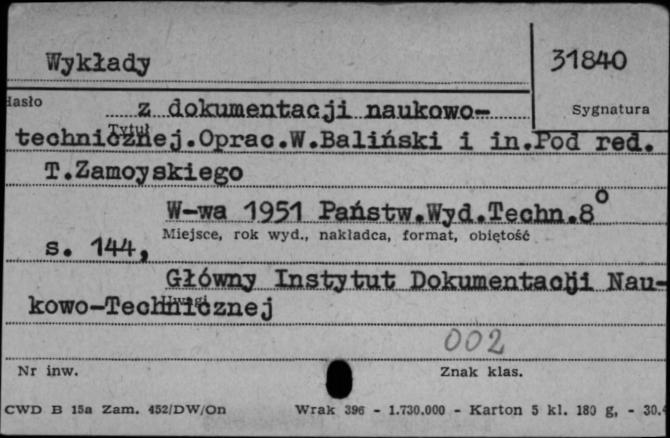 Wykłady
31840
Hasło
z dokumentacji naukowo-
Sygnatura
Tytuł
technicznej.Oprac.W.Baliński i in.Pod red.
T.Zamoyskiego
W-wa 1951 Państw.Wyd.Techn.8°
Miejsce, rok wyd., nakładca, format, objętość
s. 144,
Główny Instytut Dokumentacji Nau-
Uwagi
kowo-Technicznej
002
Nr inw.
Znak klas.
CWD B 15a Zam. 452/DW/On Wrak 396 - 1.730.000 - Karton 5 kl. 180 g, - 30.